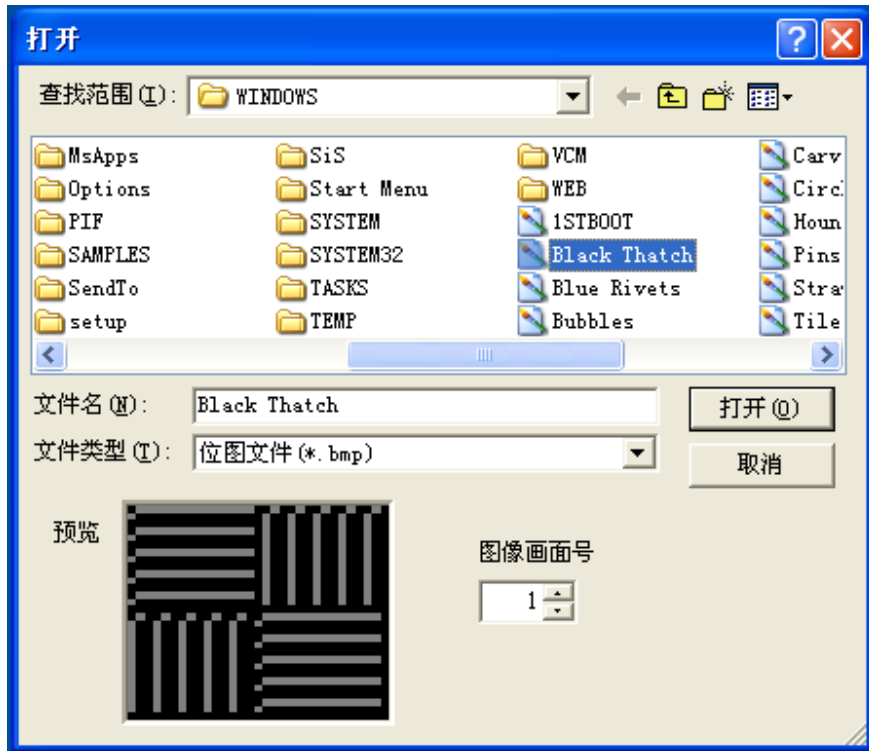 打开
查找范围(I): WINDOWS
MsApps SiS VCM Carv
Options Start Menu WEB Circ
PIF SYSTEM 1STBOOT Houn
SAMPLES SYSTEM32 Black Thatch Pins
SendTo TASKS Blue Rivets Stra
setup TEMP Bubbles Tile
文件名(N): Black Thatch 打开(O)
文件类型(T): 位图文件(*.bmp) 取消
预览
图像画面号
1